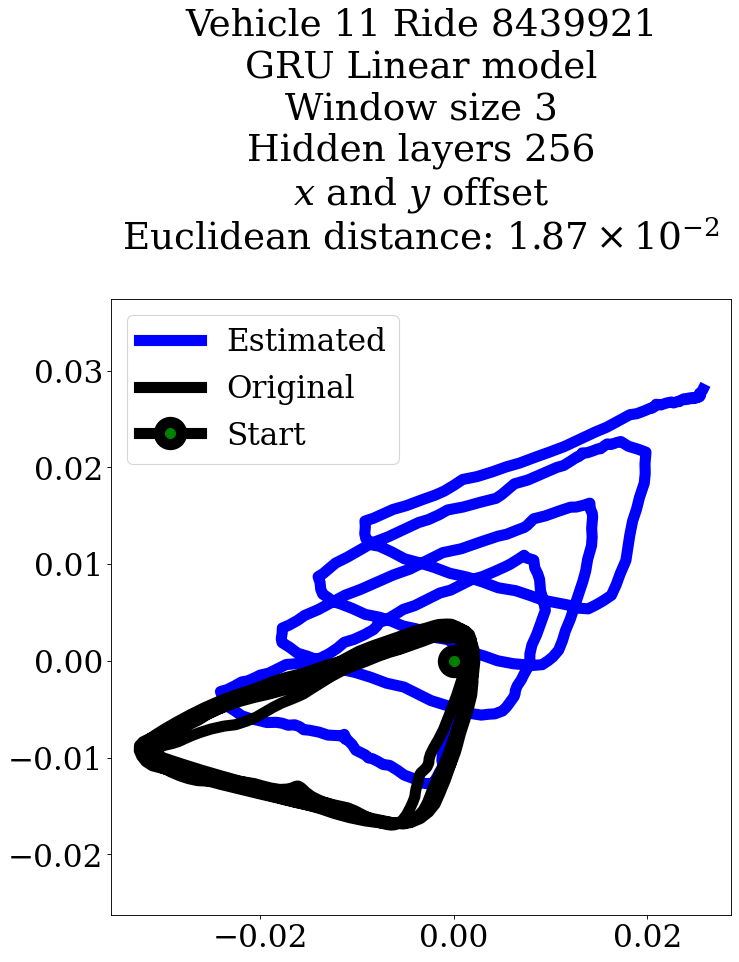 Vehicle 11 Ride 8439921
GRU Linear model
Window size 3
Hidden layers 256
x and y offset
Euclidean distance: 1.87 × 10⁻²
Estimated
Original
Start
0.03
0.02
0.01
0.00
−0.01
−0.02
−0.02 0.00 0.02